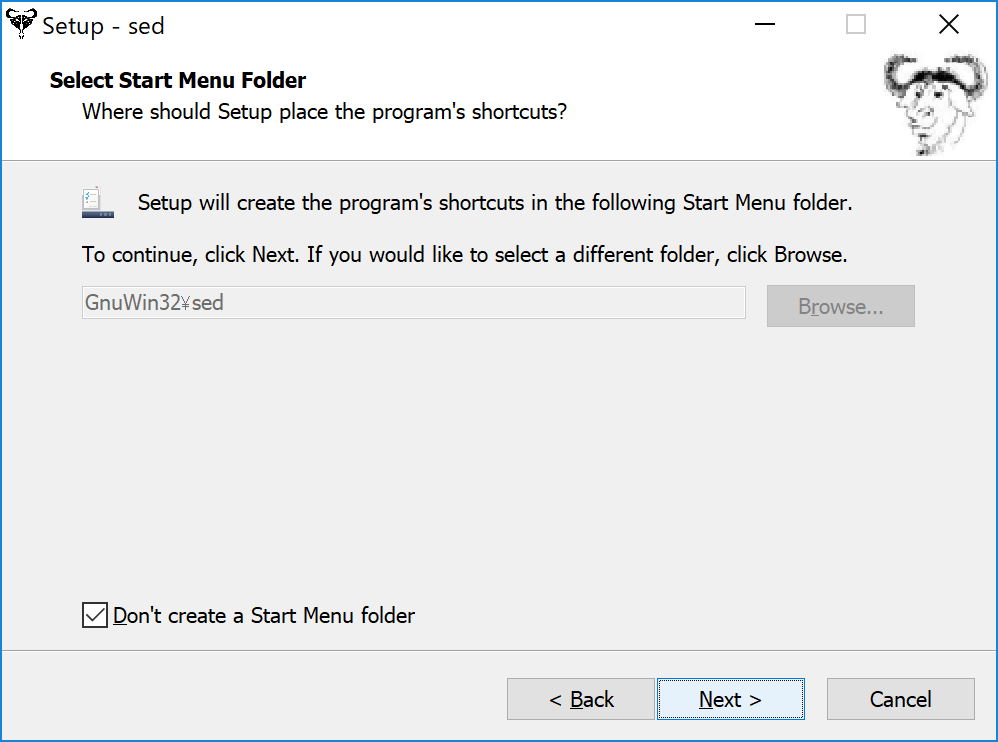 Setup - sed
Select Start Menu Folder
Where should Setup place the program's shortcuts?
Setup will create the program's shortcuts in the following Start Menu folder.
To continue, click Next. If you would like to select a different folder, click Browse.
GnuWin32¥sed
Browse...
Don't create a Start Menu folder
< Back
Next >
Cancel